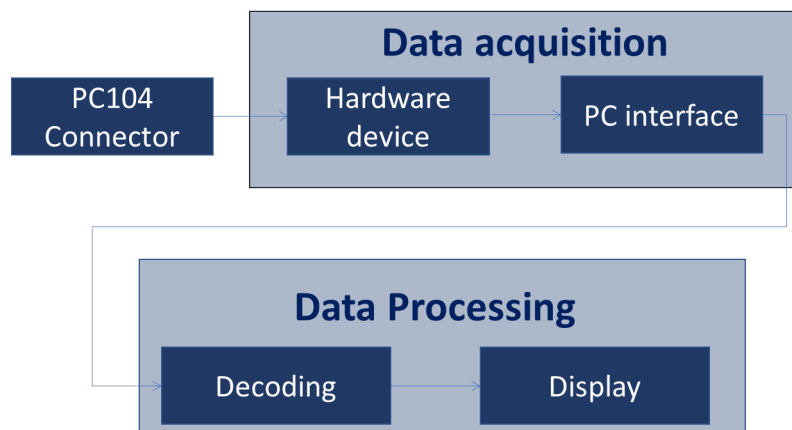 Data acquisition
PC104
Connector
Hardware
device
PC interface
Data Processing
Decoding
Display